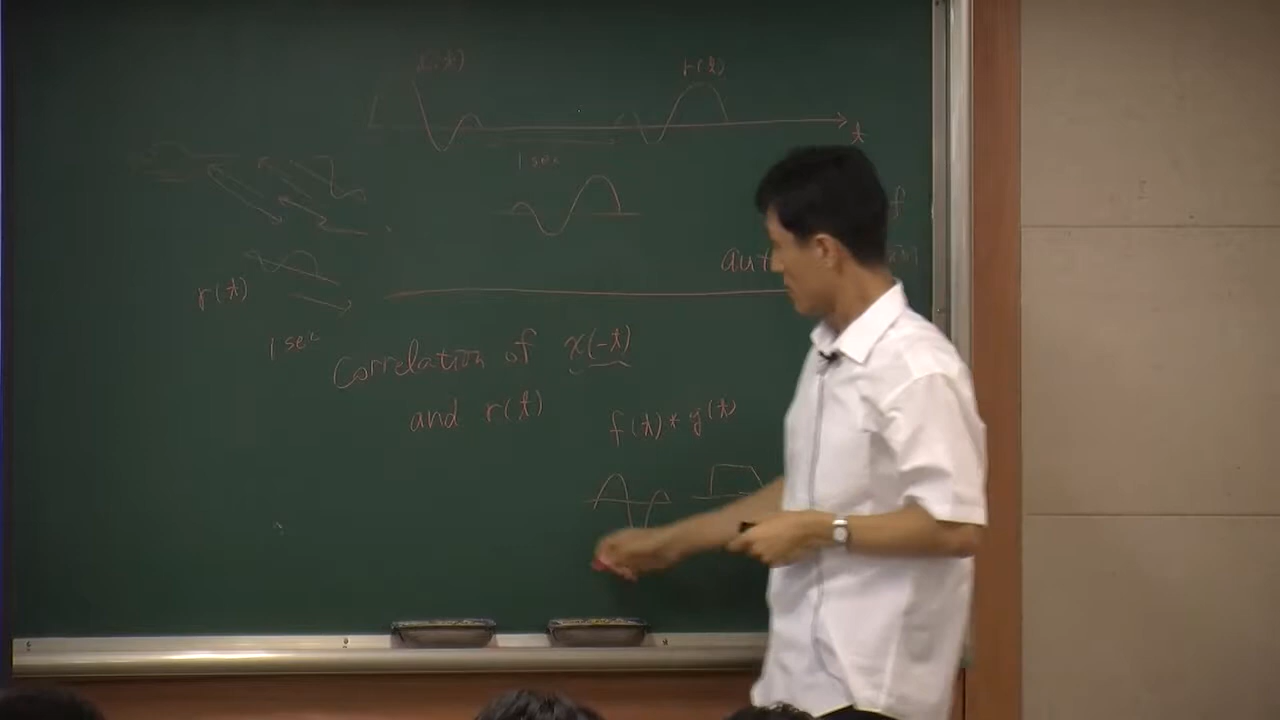 r(t)
t
1 sec
r(t)
1 sec
Correlation of x(-t)
and r(t)
f(t) * g(t)